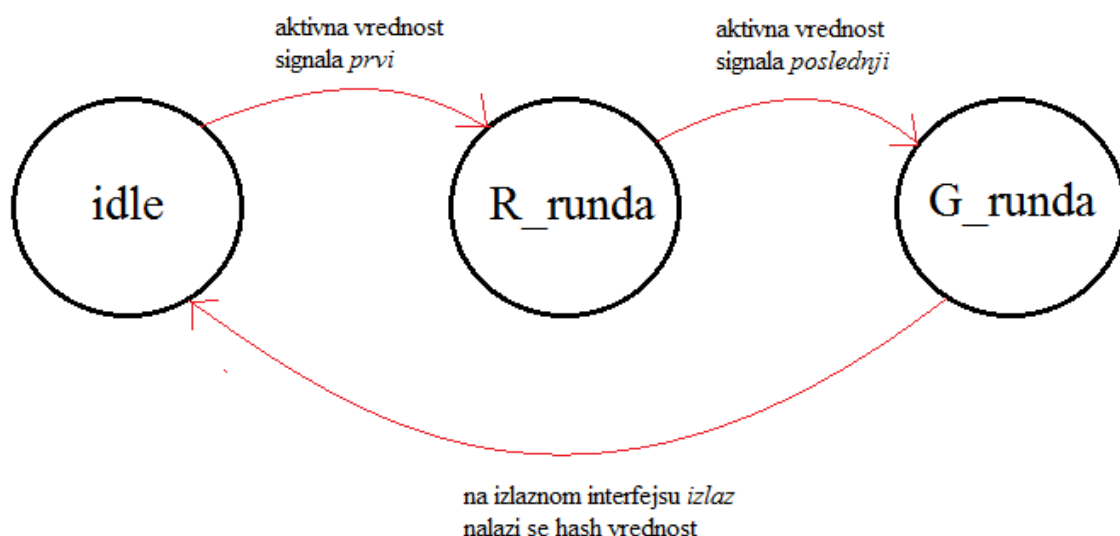 aktivna vrednost
signala prvi
aktivna vrednost
signala poslednji
idle
R_runda
G_runda
na izlaznom interfejsu izlaz
nalazi se hash vrednost